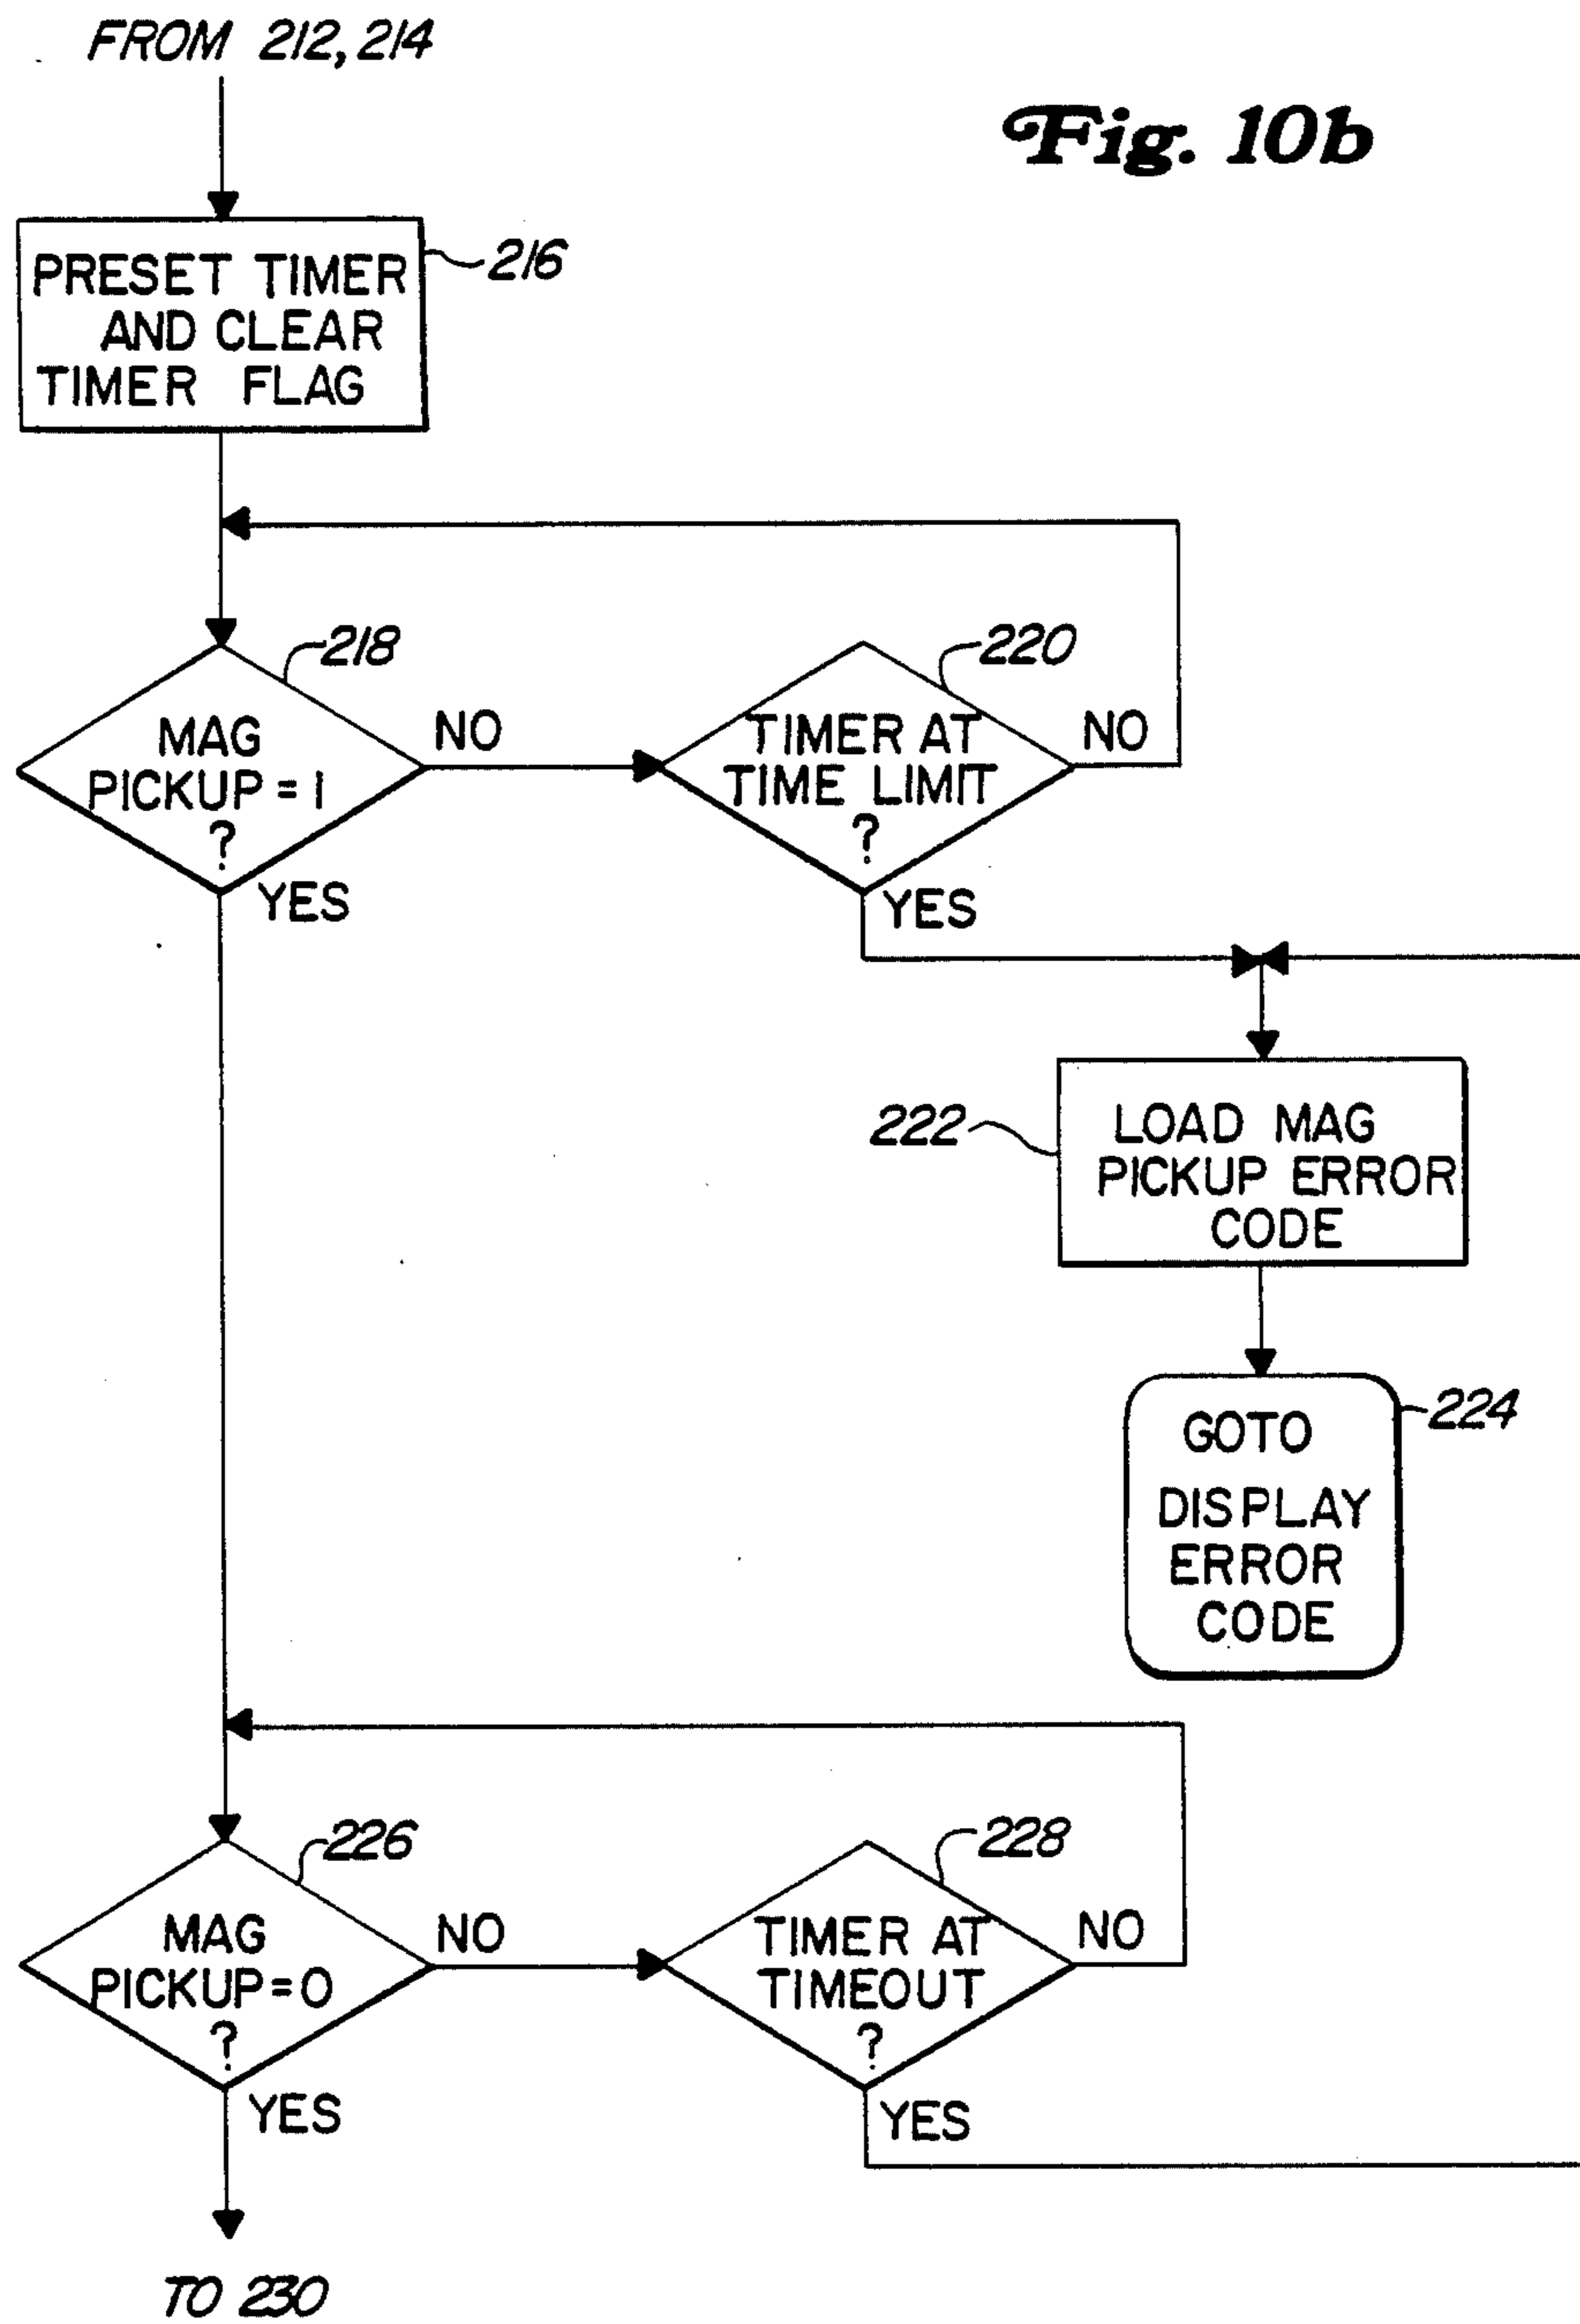 FROM 212, 214
Fig. 10b
PRESET TIMER
AND CLEAR
TIMER FLAG
216
218
MAG
PICKUP = 1
?
NO
YES
220
TIMER AT
TIME LIMIT
?
NO
YES
222
LOAD MAG
PICKUP ERROR
CODE
GOTO
DISPLAY
ERROR
CODE
224
226
MAG
PICKUP = 0
?
NO
YES
228
TIMER AT
TIMEOUT
?
NO
YES
TO 230